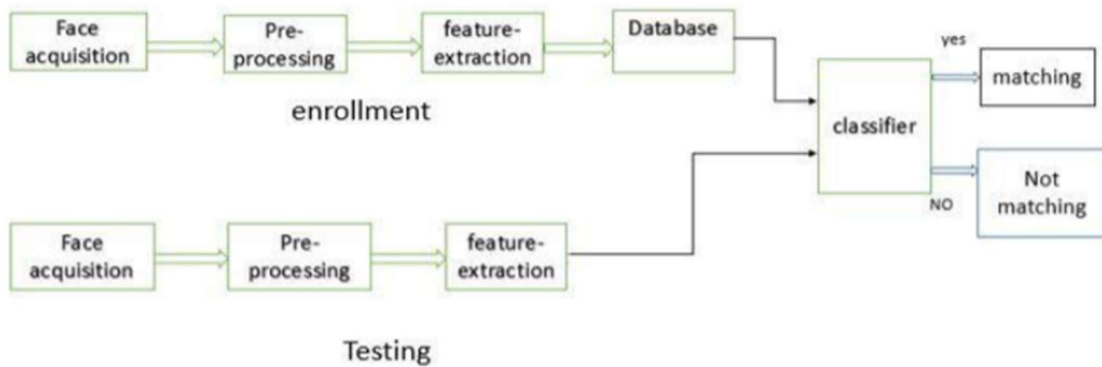 Face
acquisition
Pre-
processing
feature-
extraction
Database
enrollment
classifier
yes
matching
NO
Not
matching
Face
acquisition
Pre-
processing
feature-
extraction
Testing